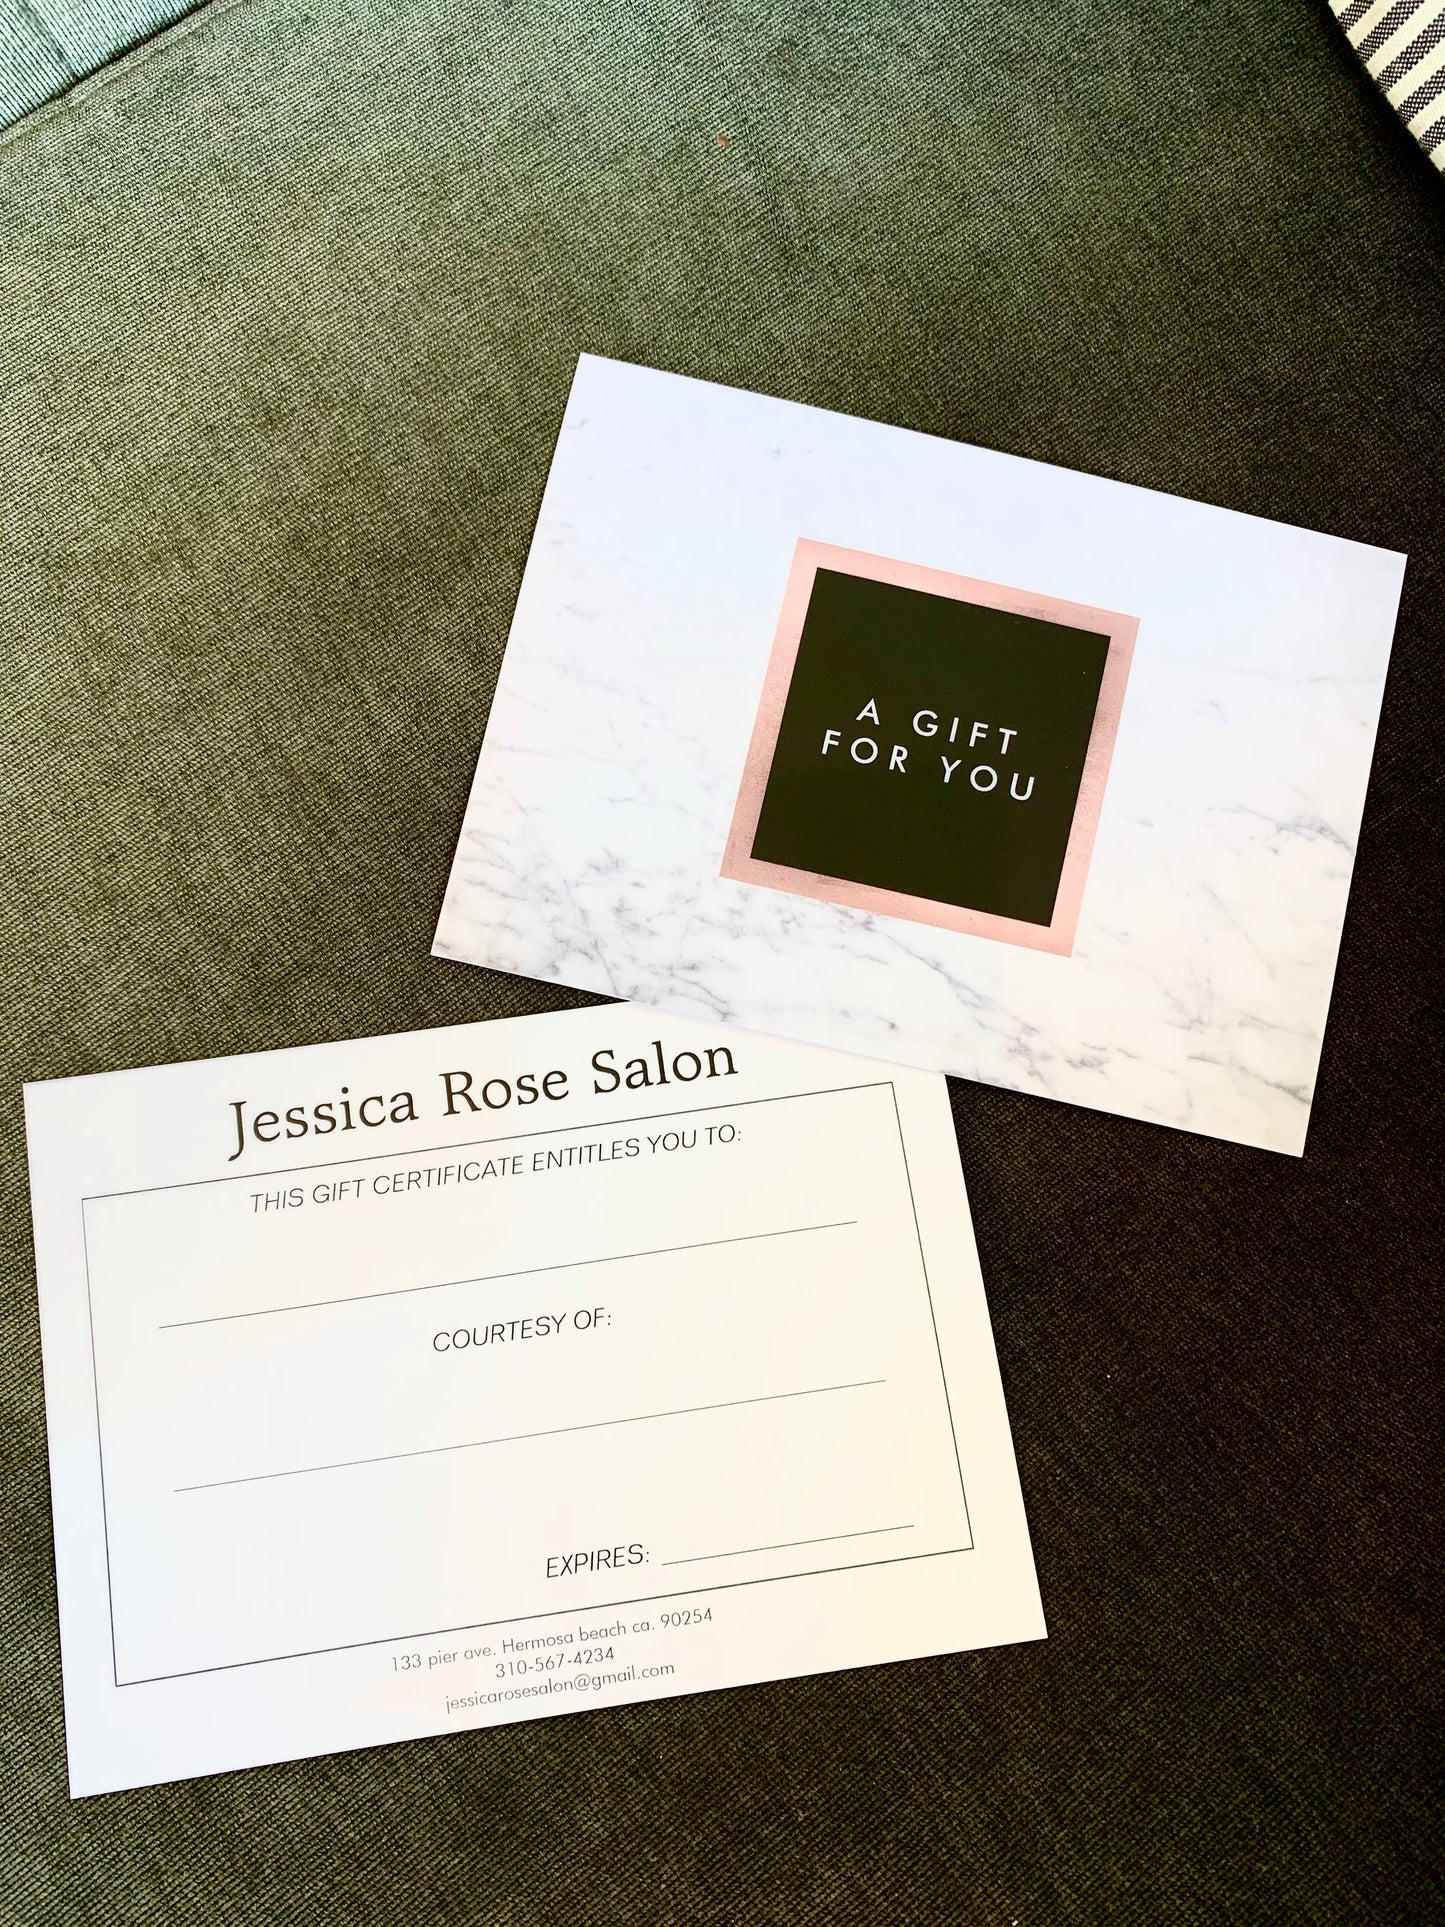 A GIFT
FOR YOU
Jessica Rose Salon
THIS GIFT CERTIFICATE ENTITLES YOU TO:
COURTESY OF:
EXPIRES:
133 pier ave. Hermosa beach ca. 90254
310-567-4234
jessicarosesalon@gmail.com